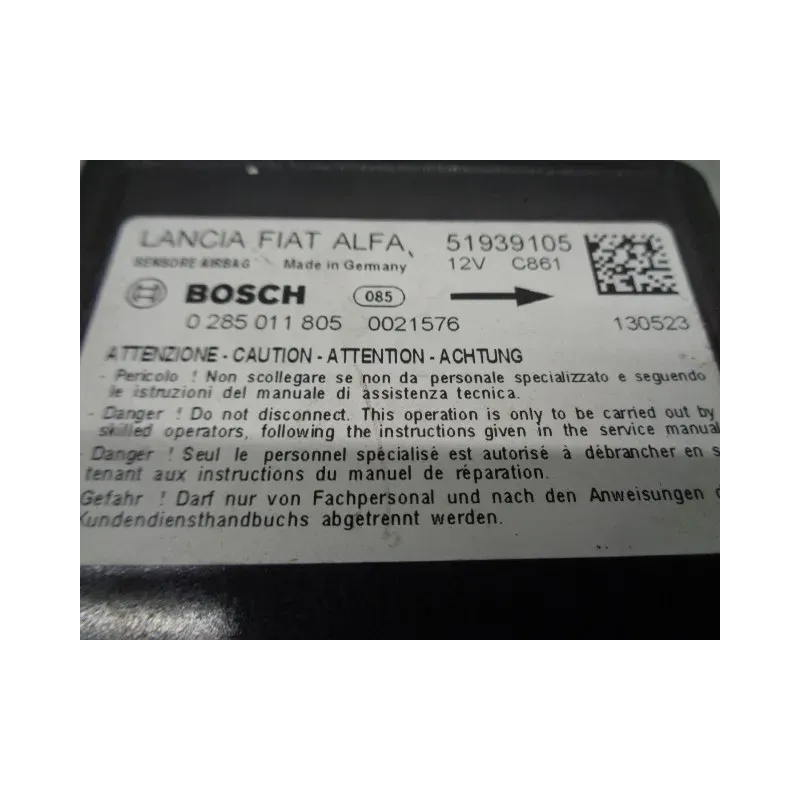 LANCIA FIAT ALFA 51939105
SENSORE AIRBAG Made in Germany 12V C861
BOSCH 085
0 285 011 805 0021576 130523
ATTENZIONE - CAUTION - ATTENTION - ACHTUNG
- Pericolo ! Non scollegare se non da personale specializzato e seguendo
le istruzioni del manuale di assistenza tecnica.
- Danger ! Do not disconnect. This operation is only to be carried out by
skilled operators, following the instructions given in the service manual
- Danger ! Seul le personnel spécialisé est autorisé à débrancher en s
tenant aux instructions du manuel de réparation.
Gefahr ! Darf nur von Fachpersonal und nach den Anweisungen d
Kundendiensthandbuchs abgetrennt werden.